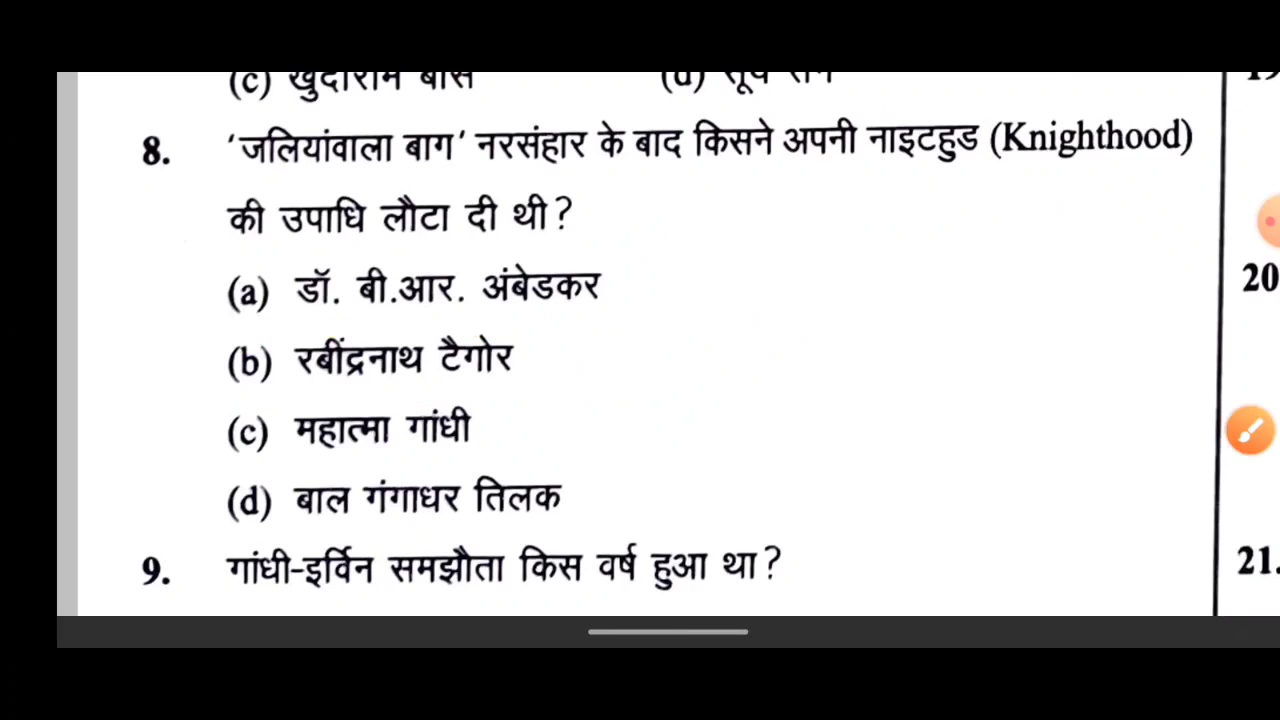 (c) खुदीराम बोस (d) सूर्य सेन
8. 'जलियांवाला बाग' नरसंहार के बाद किसने अपनी नाइटहुड (Knighthood)
की उपाधि लौटा दी थी?
(a) डॉ. बी.आर. अंबेडकर
20
(b) रबींद्रनाथ टैगोर
(c) महात्मा गांधी
(d) बाल गंगाधर तिलक
9. गांधी-इर्विन समझौता किस वर्ष हुआ था?
21.